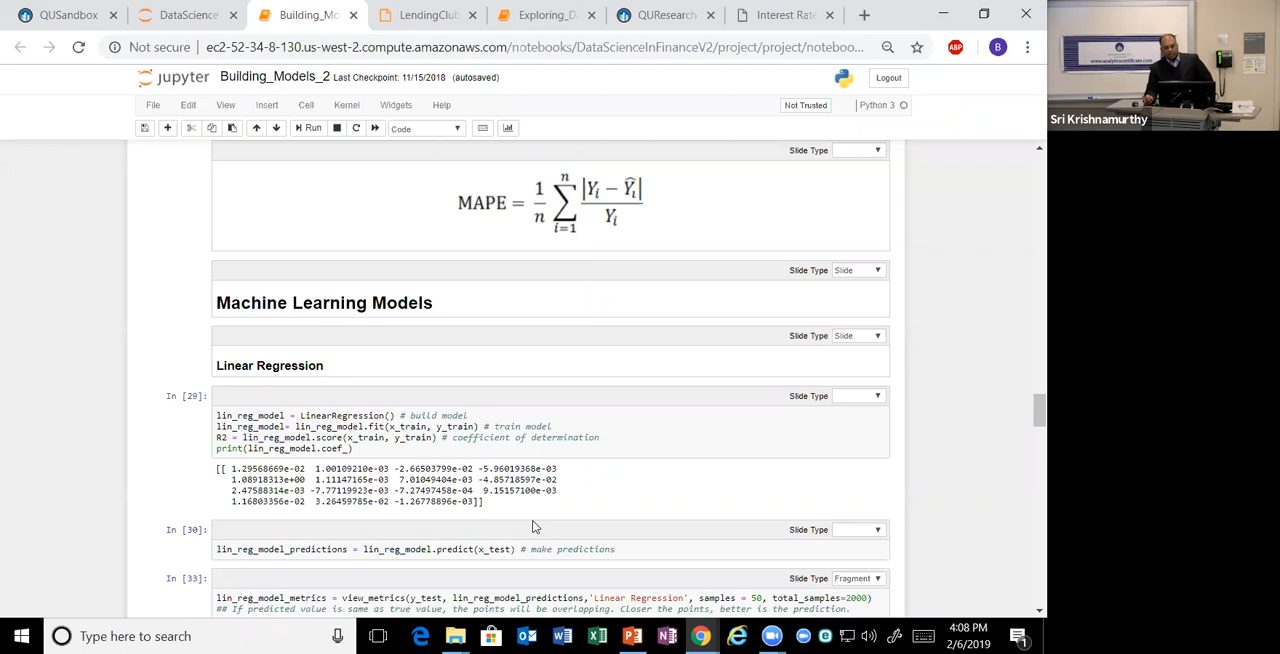 QUSandbox
DataScience
Building_Mo
LendingClub
Exploring_Da
QUResearch
Interest Rate
Not secure
ec2-52-34-8-130.us-west-2.compute.amazonaws.com/notebooks/DataScienceInFinanceV2/project/project/noteboo...
ABP
B
jupyter Building_Models_2 Last Checkpoint: 11/15/2018 (autosaved)
Logout
File Edit View Insert Cell Kernel Widgets Help
Not Trusted
Python 3
Run
Code
Slide Type
MAPE = 1/n ∑ i=1 n |Yi − Ŷi| / Yi
Slide Type Slide
Machine Learning Models
Slide Type Slide
Linear Regression
In [29]:
Slide Type
lin_reg_model = LinearRegression() # build model
lin_reg_model= lin_reg_model.fit(x_train, y_train) # train model
R2 = lin_reg_model.score(x_train, y_train) # coefficient of determination
print(lin_reg_model.coef_)
[[ 1.29568669e-02 1.00109210e-03 -2.66503799e-02 -5.96019368e-03
1.08918313e+00 1.11147165e-03 7.01049404e-03 -4.85718597e-02
2.47588314e-03 -7.77119923e-03 -7.27497458e-04 9.15157100e-03
1.16803356e-02 3.26459785e-02 -1.26778896e-03]]
In [30]:
Slide Type
lin_reg_model_predictions = lin_reg_model.predict(x_test) # make predictions
In [33]:
Slide Type Fragment
lin_reg_model_metrics = view_metrics(y_test, lin_reg_model_predictions,'Linear Regression', samples = 50, total_samples=2000)
## If predicted value is same as true value, the points will be overlapping. Closer the points, better is the prediction.
Type here to search
4:08 PM
2/6/2019
1
www.analyticscertificate.com
Sri Krishnamurthy